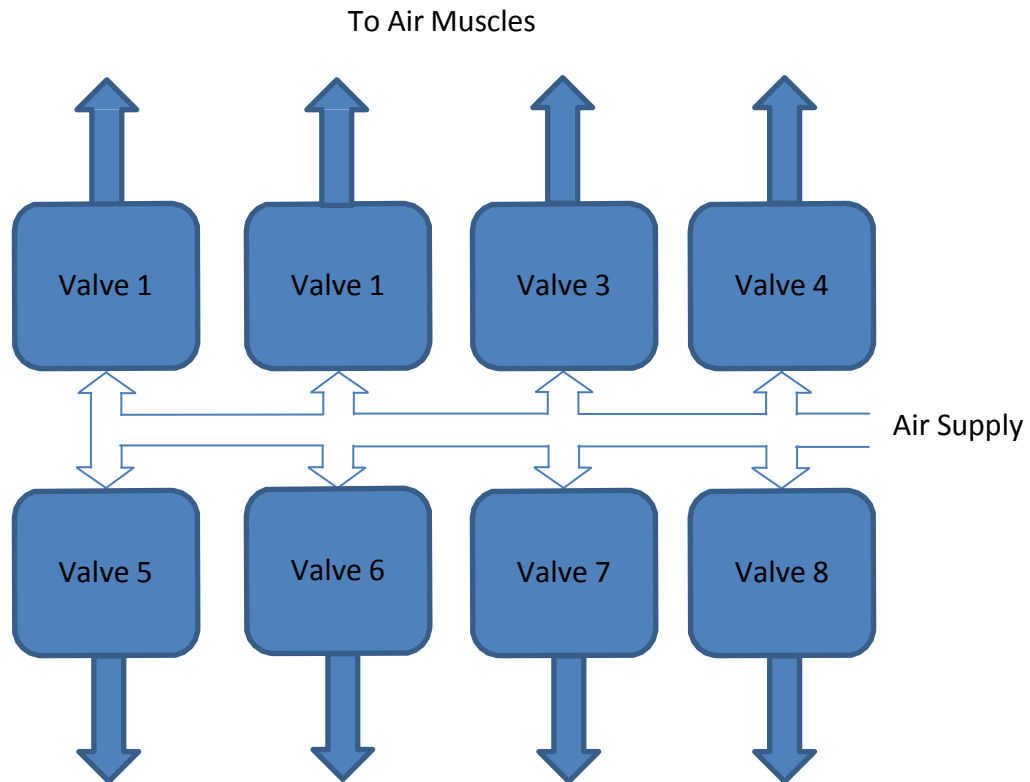 To Air Muscles
Valve 1
Valve 1
Valve 3
Valve 4
Air Supply
Valve 5
Valve 6
Valve 7
Valve 8